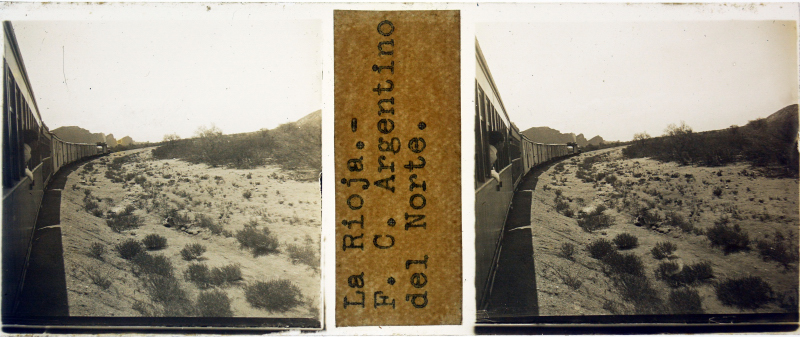 La Rioja.-
F. C. Argentino
del Norte.